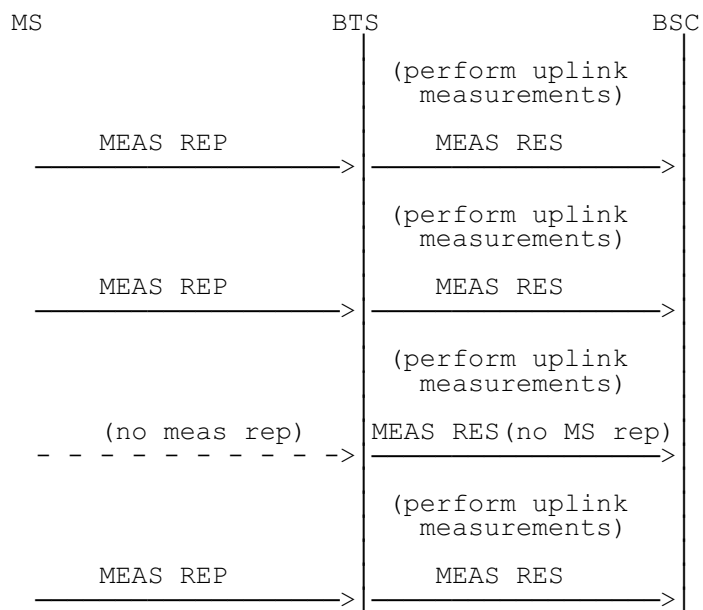 MS BTS BSC
(perform uplink
measurements)
MEAS REP MEAS RES
(perform uplink
measurements)
MEAS REP MEAS RES
(perform uplink
measurements)
(no meas rep) MEAS RES(no MS rep)
(perform uplink
measurements)
MEAS REP MEAS RES